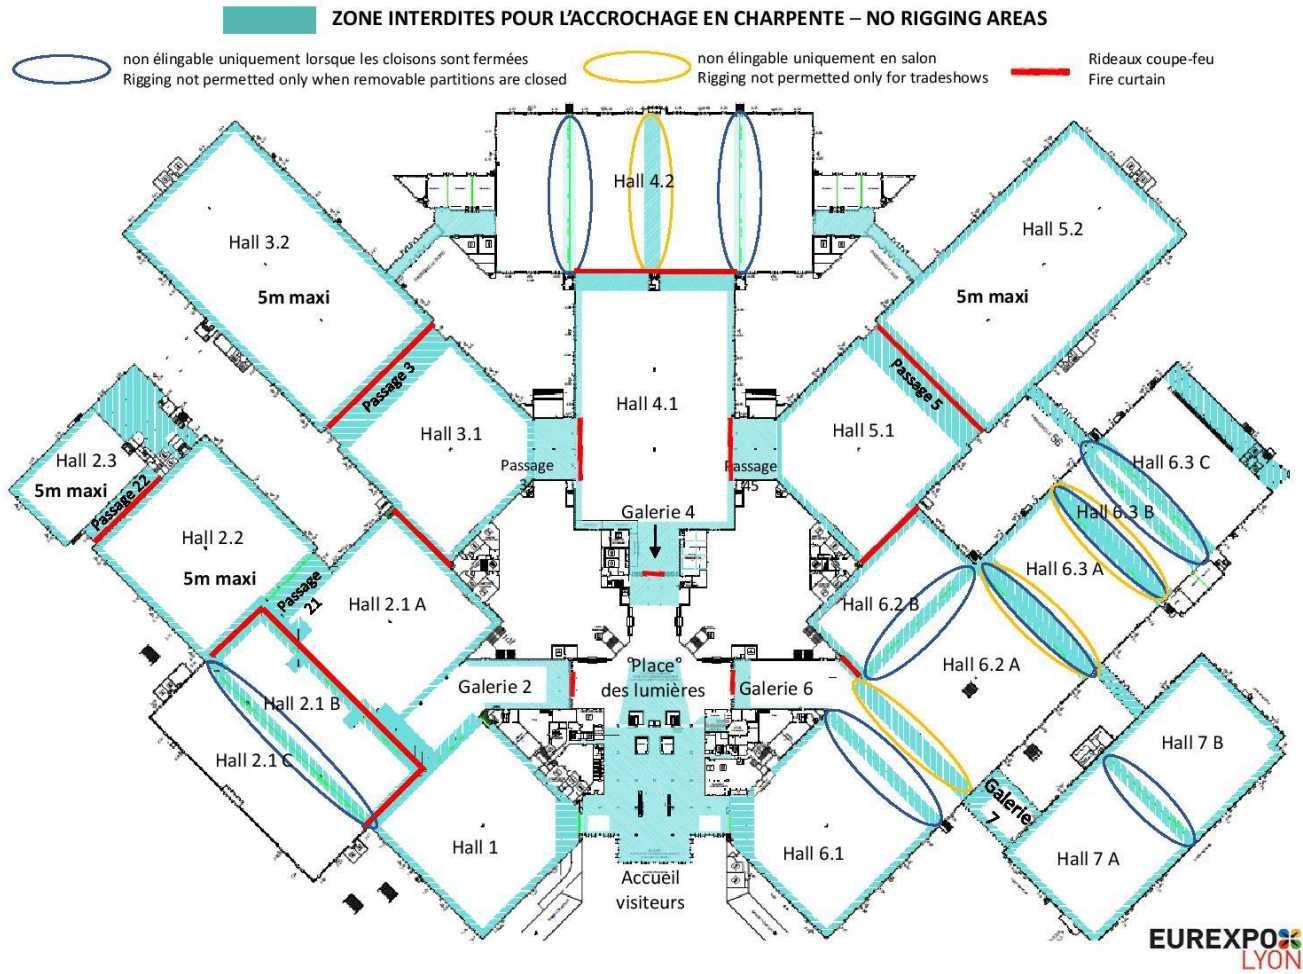 ZONE INTERDITES POUR L'ACCROCHAGE EN CHARPENTE – NO RIGGING AREAS
non élingable uniquement lorsque les cloisons sont fermées
Rigging not permetted only when removable partitions are closed
non élingable uniquement en salon
Rigging not permetted only for tradeshows
Rideaux coupe-feu
Fire curtain
Hall 4.2
Hall 3.2
5m maxi
Hall 5.2
5m maxi
Passage 3
Passage 5
Hall 4.1
Hall 3.1
Hall 5.1
Passage
34
Passage
45
Hall 2.3
5m maxi
Passage 22
Hall 6.3 C
Hall 6.3 B
Hall 6.3 A
Galerie 4
Hall 2.2
5m maxi
Passage
21
Hall 2.1 A
Hall 6.2 B
Hall 6.2 A
Galerie 2
Place
des lumières
Galerie 6
Hall 2.1 B
Hall 2.1 C
Hall 7 B
Galerie
7
Hall 1
Hall 6.1
Hall 7 A
Accueil
visiteurs
EUREXPO
LYON